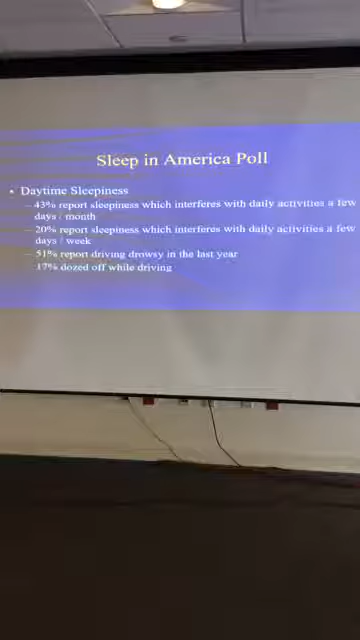 Sleep in America Poll
• Daytime Sleepiness
– 43% report sleepiness which interferes with daily activities a few
days / month
– 20% report sleepiness which interferes with daily activities a few
days / week
– 51% report driving drowsy in the last year
17% dozed off while driving